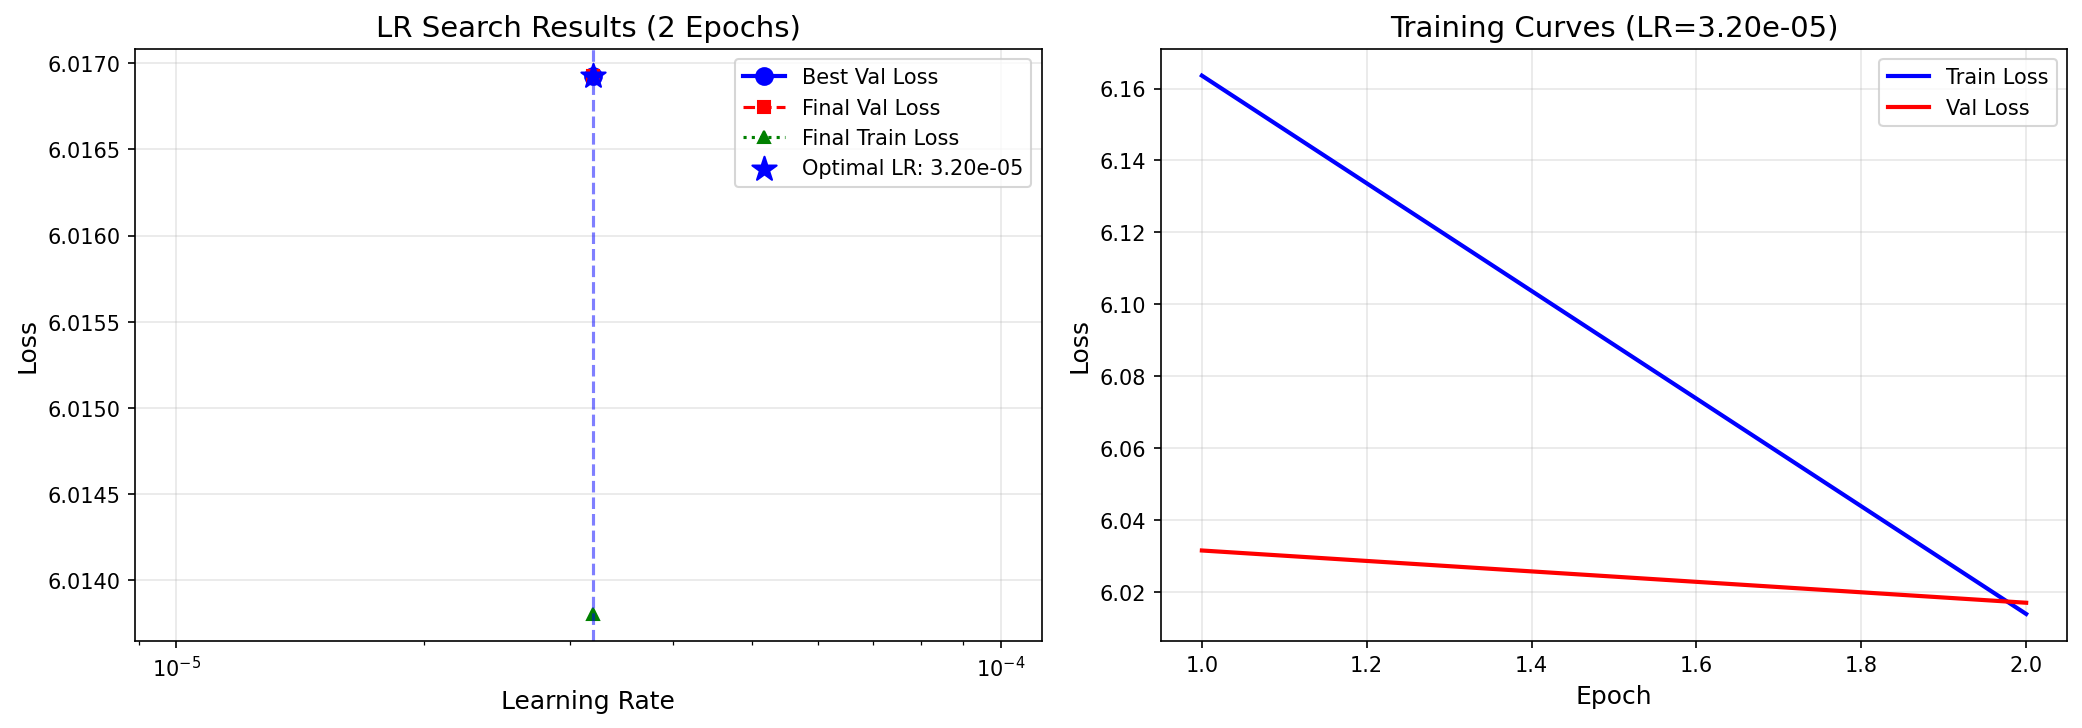 LR Search Results (2 Epochs)
6.0170
6.0165
6.0160
6.0155
6.0150
6.0145
6.0140
Loss
Best Val Loss
Final Val Loss
Final Train Loss
Optimal LR: 3.20e-05
10⁻⁵
10⁻⁴
Learning Rate
Training Curves (LR=3.20e-05)
6.16
6.14
6.12
6.10
6.08
6.06
6.04
6.02
Loss
Train Loss
Val Loss
1.0
1.2
1.4
1.6
1.8
2.0
Epoch